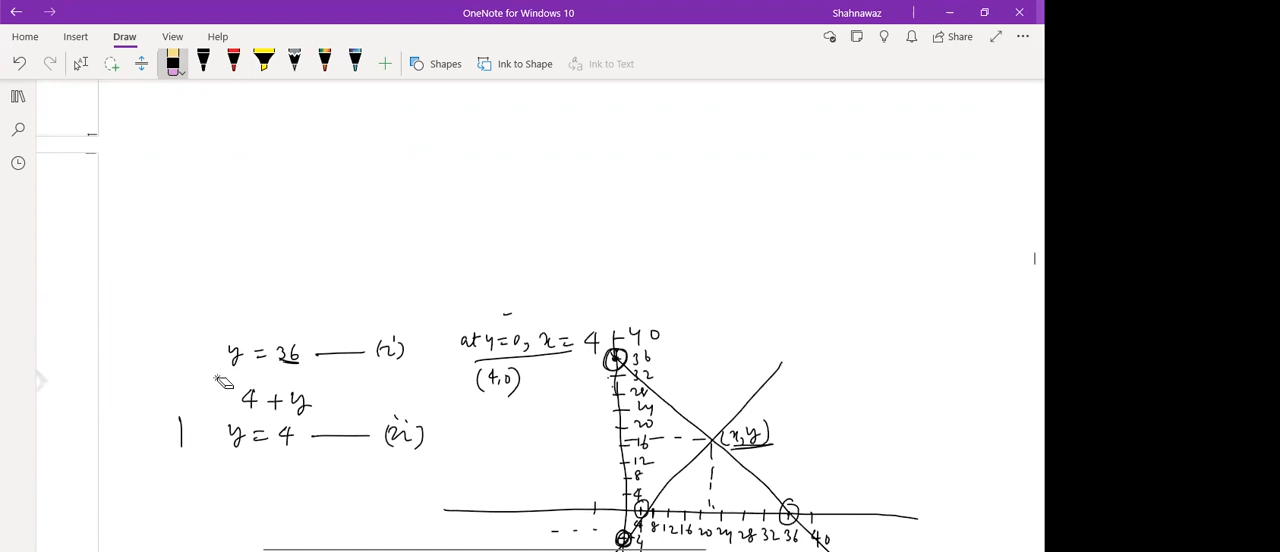 OneNote for Windows 10
Shahnawaz
Home Insert Draw View Help
Share
Shapes Ink to Shape Ink to Text
y = 36 —— (i)
4 + y
y = 4 —— (ii)
at y=0, x = 4
(4,0)
40
36
32
28
24
20
16
12
8
4
(x,y)
4 8 12 16 20 24 28 32 36 40